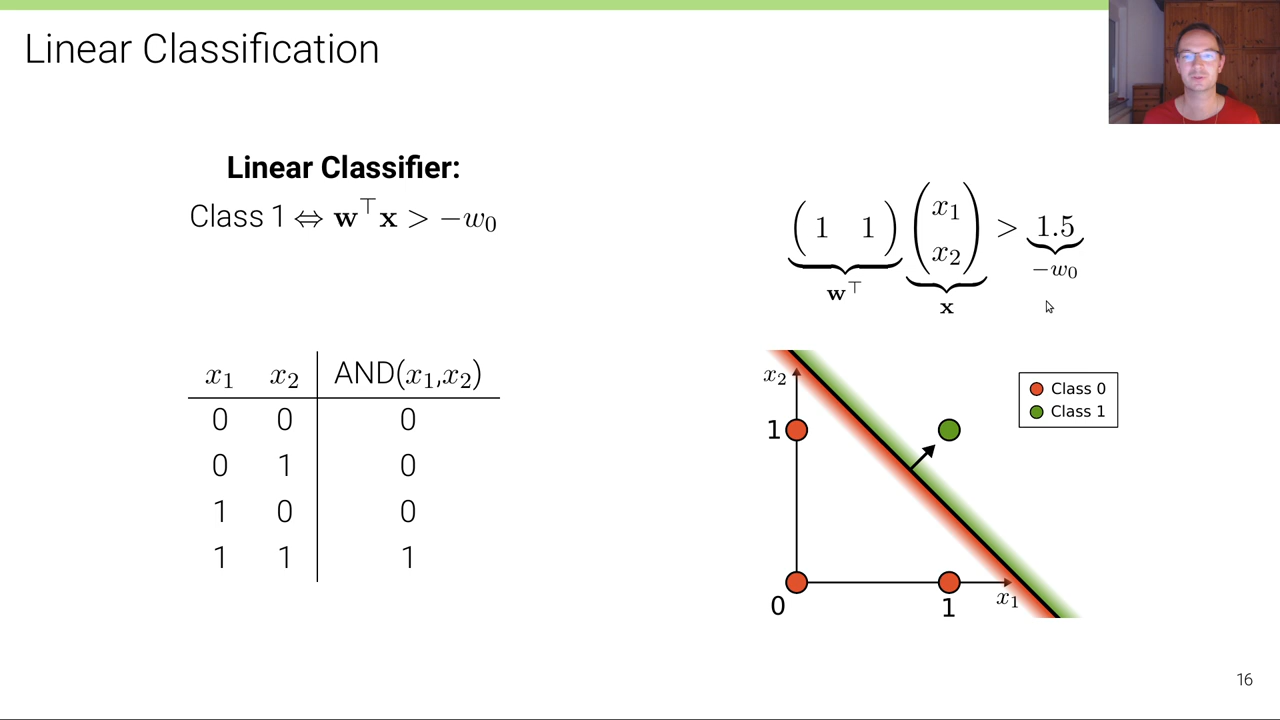 Linear Classification
Linear Classifier:
Class 1 ⇔ w⊤x > −w₀
( 1 1 ) ( x₁ x₂ ) > 1.5
w⊤ x −w₀
x₁ x₂ AND(x₁,x₂)
0 0 0
0 1 0
1 0 0
1 1 1
x₂
1
0
1
x₁
Class 0
Class 1
16